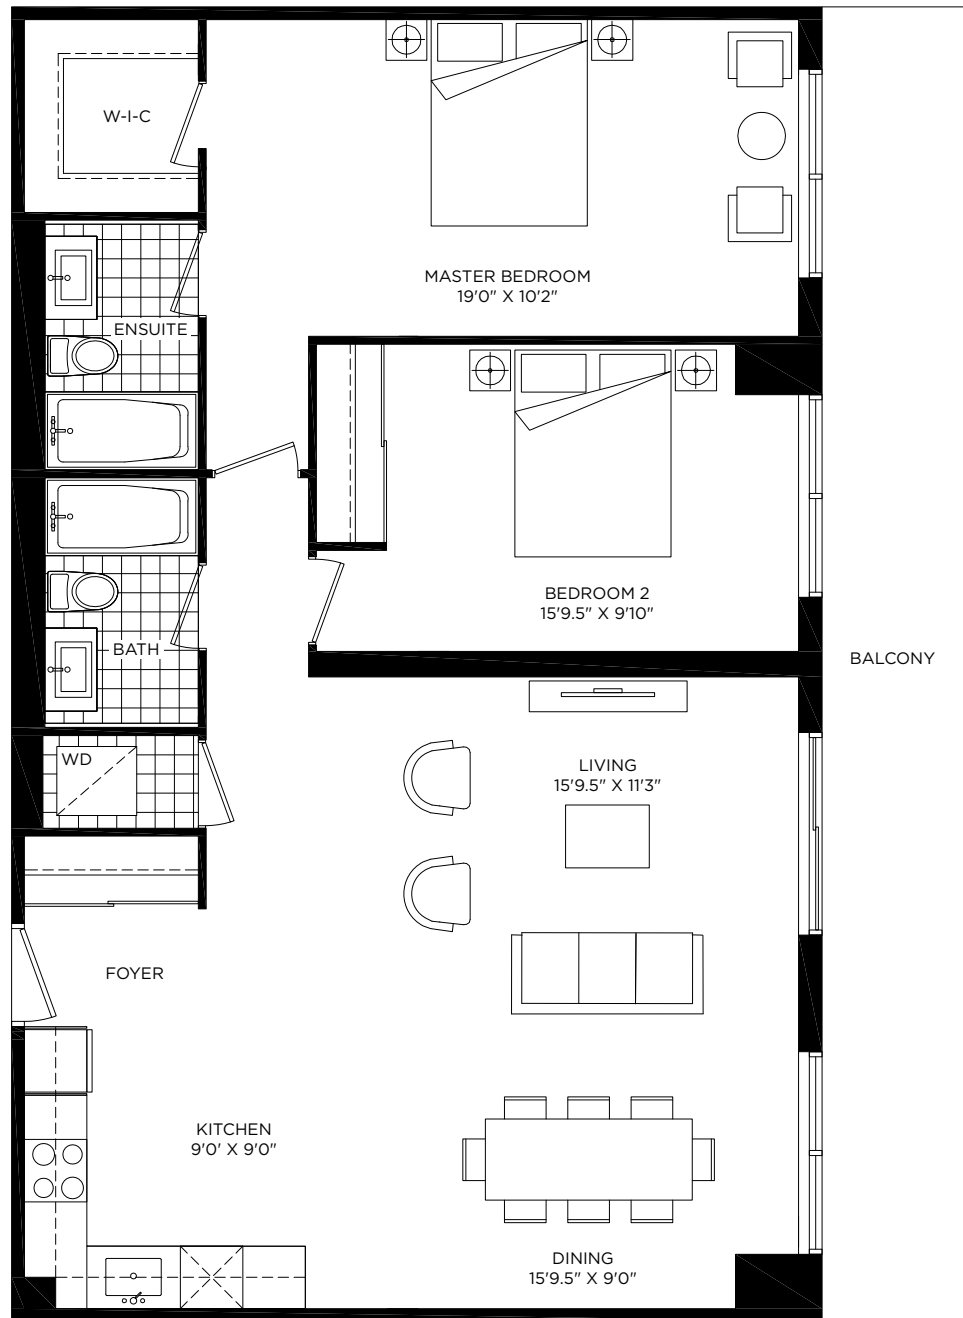 W-I-C
MASTER BEDROOM
19'0" X 10'2"
ENSUITE
BEDROOM 2
15'9.5" X 9'10"
BATH
BALCONY
WD
LIVING
15'9.5" X 11'3"
FOYER
KITCHEN
9'0' X 9'0"
DINING
15'9.5" X 9'0"